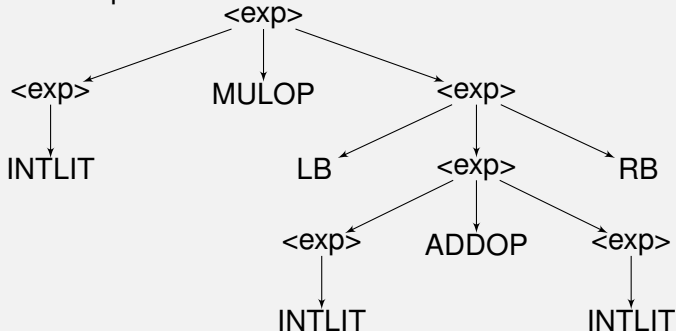 <exp>
<exp> MULOP <exp>
INTLIT LB <exp> RB
<exp> ADDOP <exp>
INTLIT INTLIT